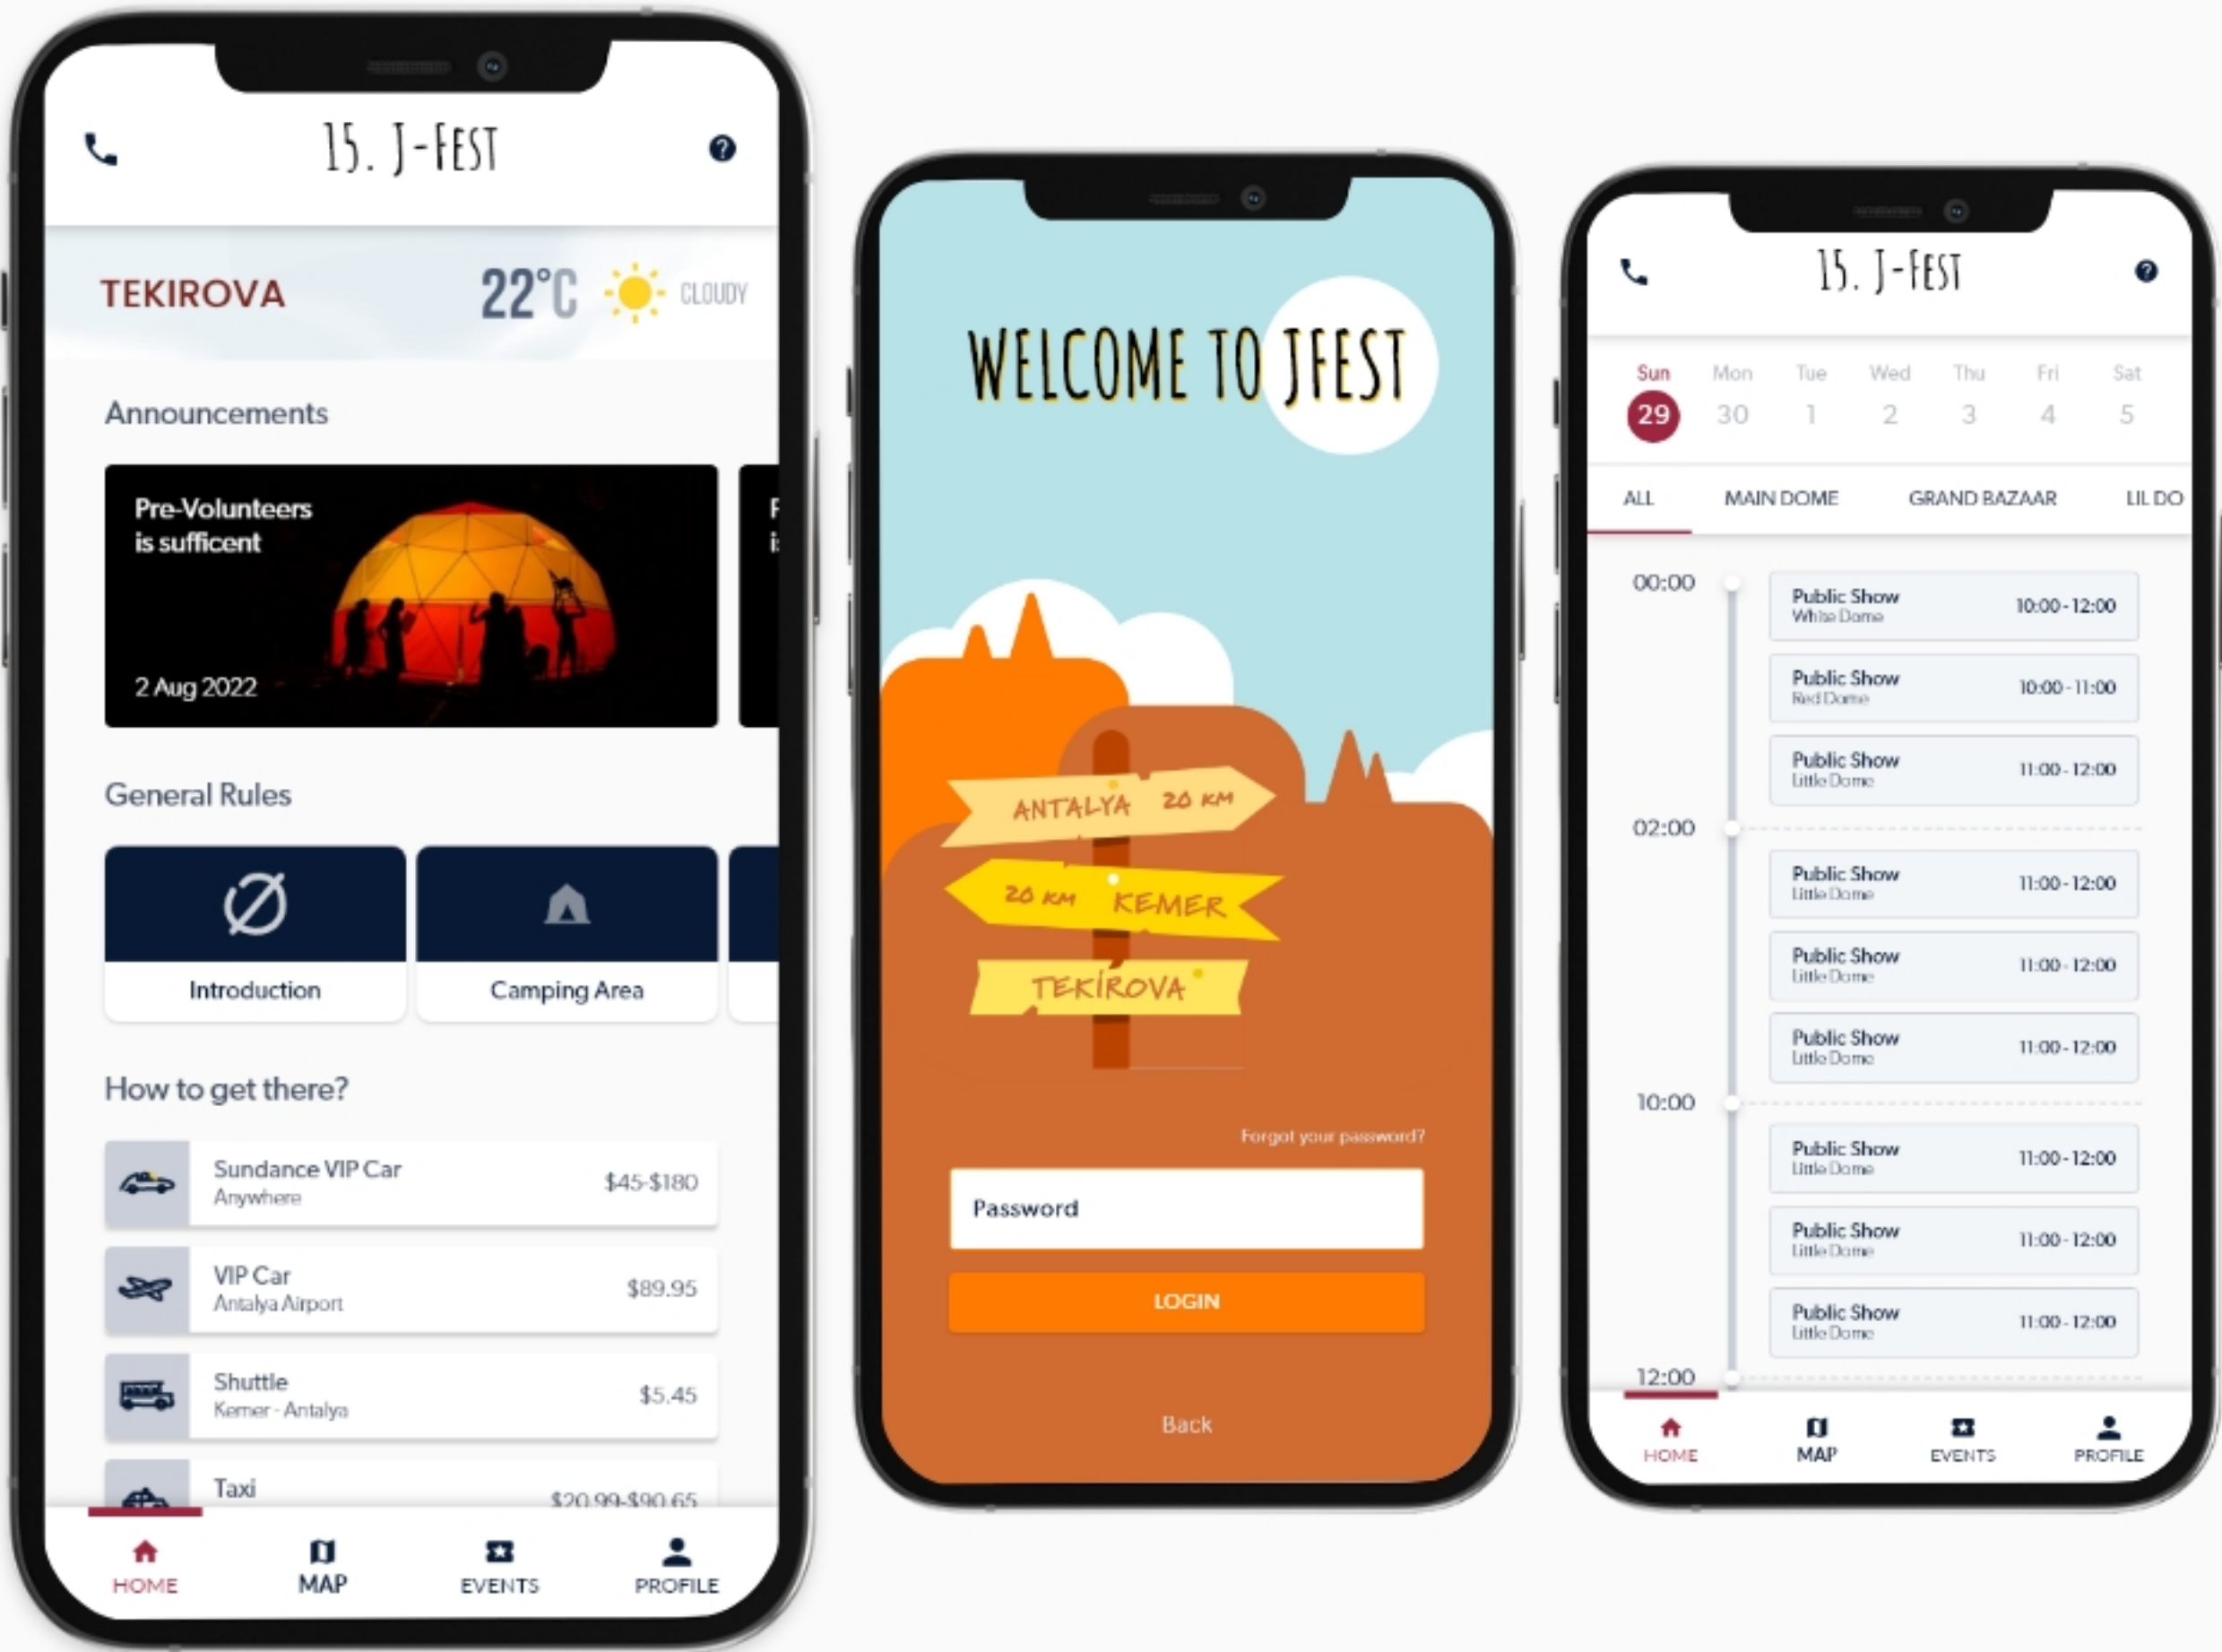 15. J-FEST
TEKIROVA
22°C CLOUDY
Announcements
Pre-Volunteers
is sufficent
2 Aug 2022
General Rules
Introduction
Camping Area
How to get there?
Sundance VIP Car
Anywhere
$45-$180
VIP Car
Antalya Airport
$89.95
Shuttle
Kemer - Antalya
$5.45
Taxi
$20.99-$90.65
HOME MAP EVENTS PROFILE
WELCOME TO JFEST
ANTALYA 20 KM
20 KM KEMER
TEKİROVA
Forgot your password?
Password
LOGIN
Back
15. J-FEST
Sun Mon Tue Wed Thu Fri Sat
29 30 1 2 3 4 5
ALL MAIN DOME GRAND BAZAAR LIL DO
00:00
Public Show
White Dome
10:00 - 12:00
Public Show
Red Dome
10:00 - 11:00
Public Show
Little Dome
11:00 - 12:00
02:00
Public Show
Little Dome
11:00 - 12:00
Public Show
Little Dome
11:00 - 12:00
Public Show
Little Dome
11:00 - 12:00
10:00
Public Show
Little Dome
11:00 - 12:00
Public Show
Little Dome
11:00 - 12:00
Public Show
Little Dome
11:00 - 12:00
12:00
HOME MAP EVENTS PROFILE